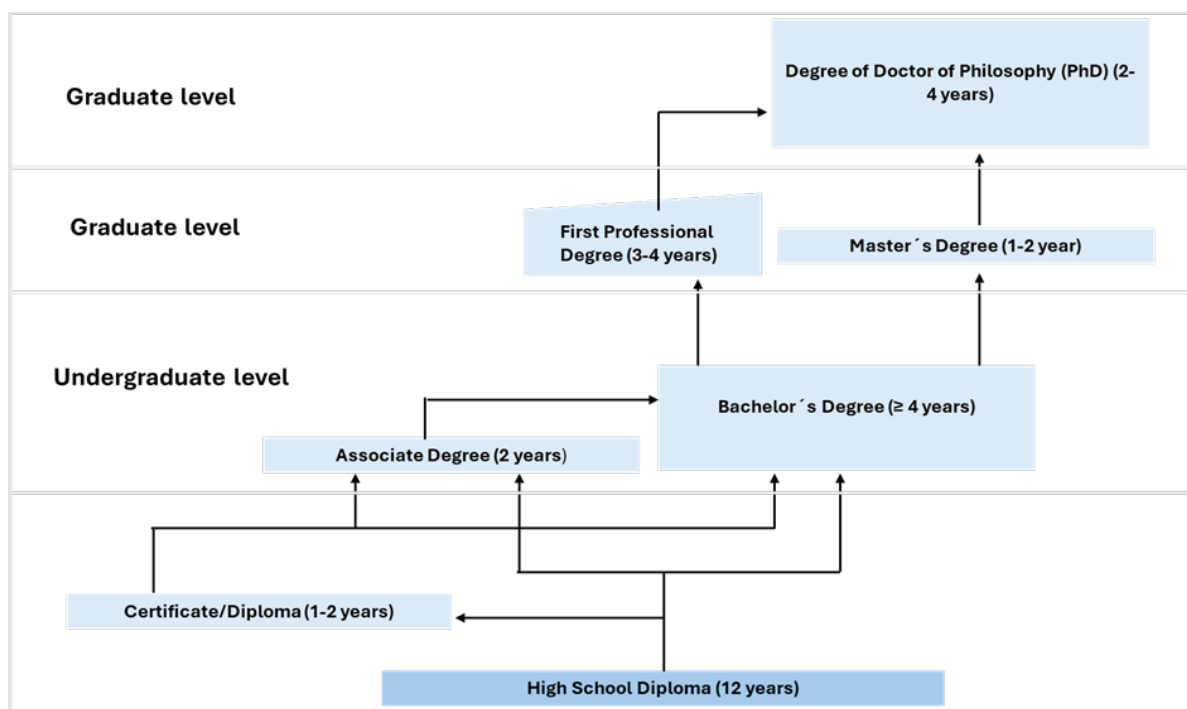 Degree of Doctor of Philosophy (PhD) (2-
4 years)
Graduate level
Graduate level
First Professional
Degree (3-4 years)
Master´s Degree (1-2 year)
Undergraduate level
Bachelor´s Degree (≥ 4 years)
Associate Degree (2 years)
Certificate/Diploma (1-2 years)
High School Diploma (12 years)